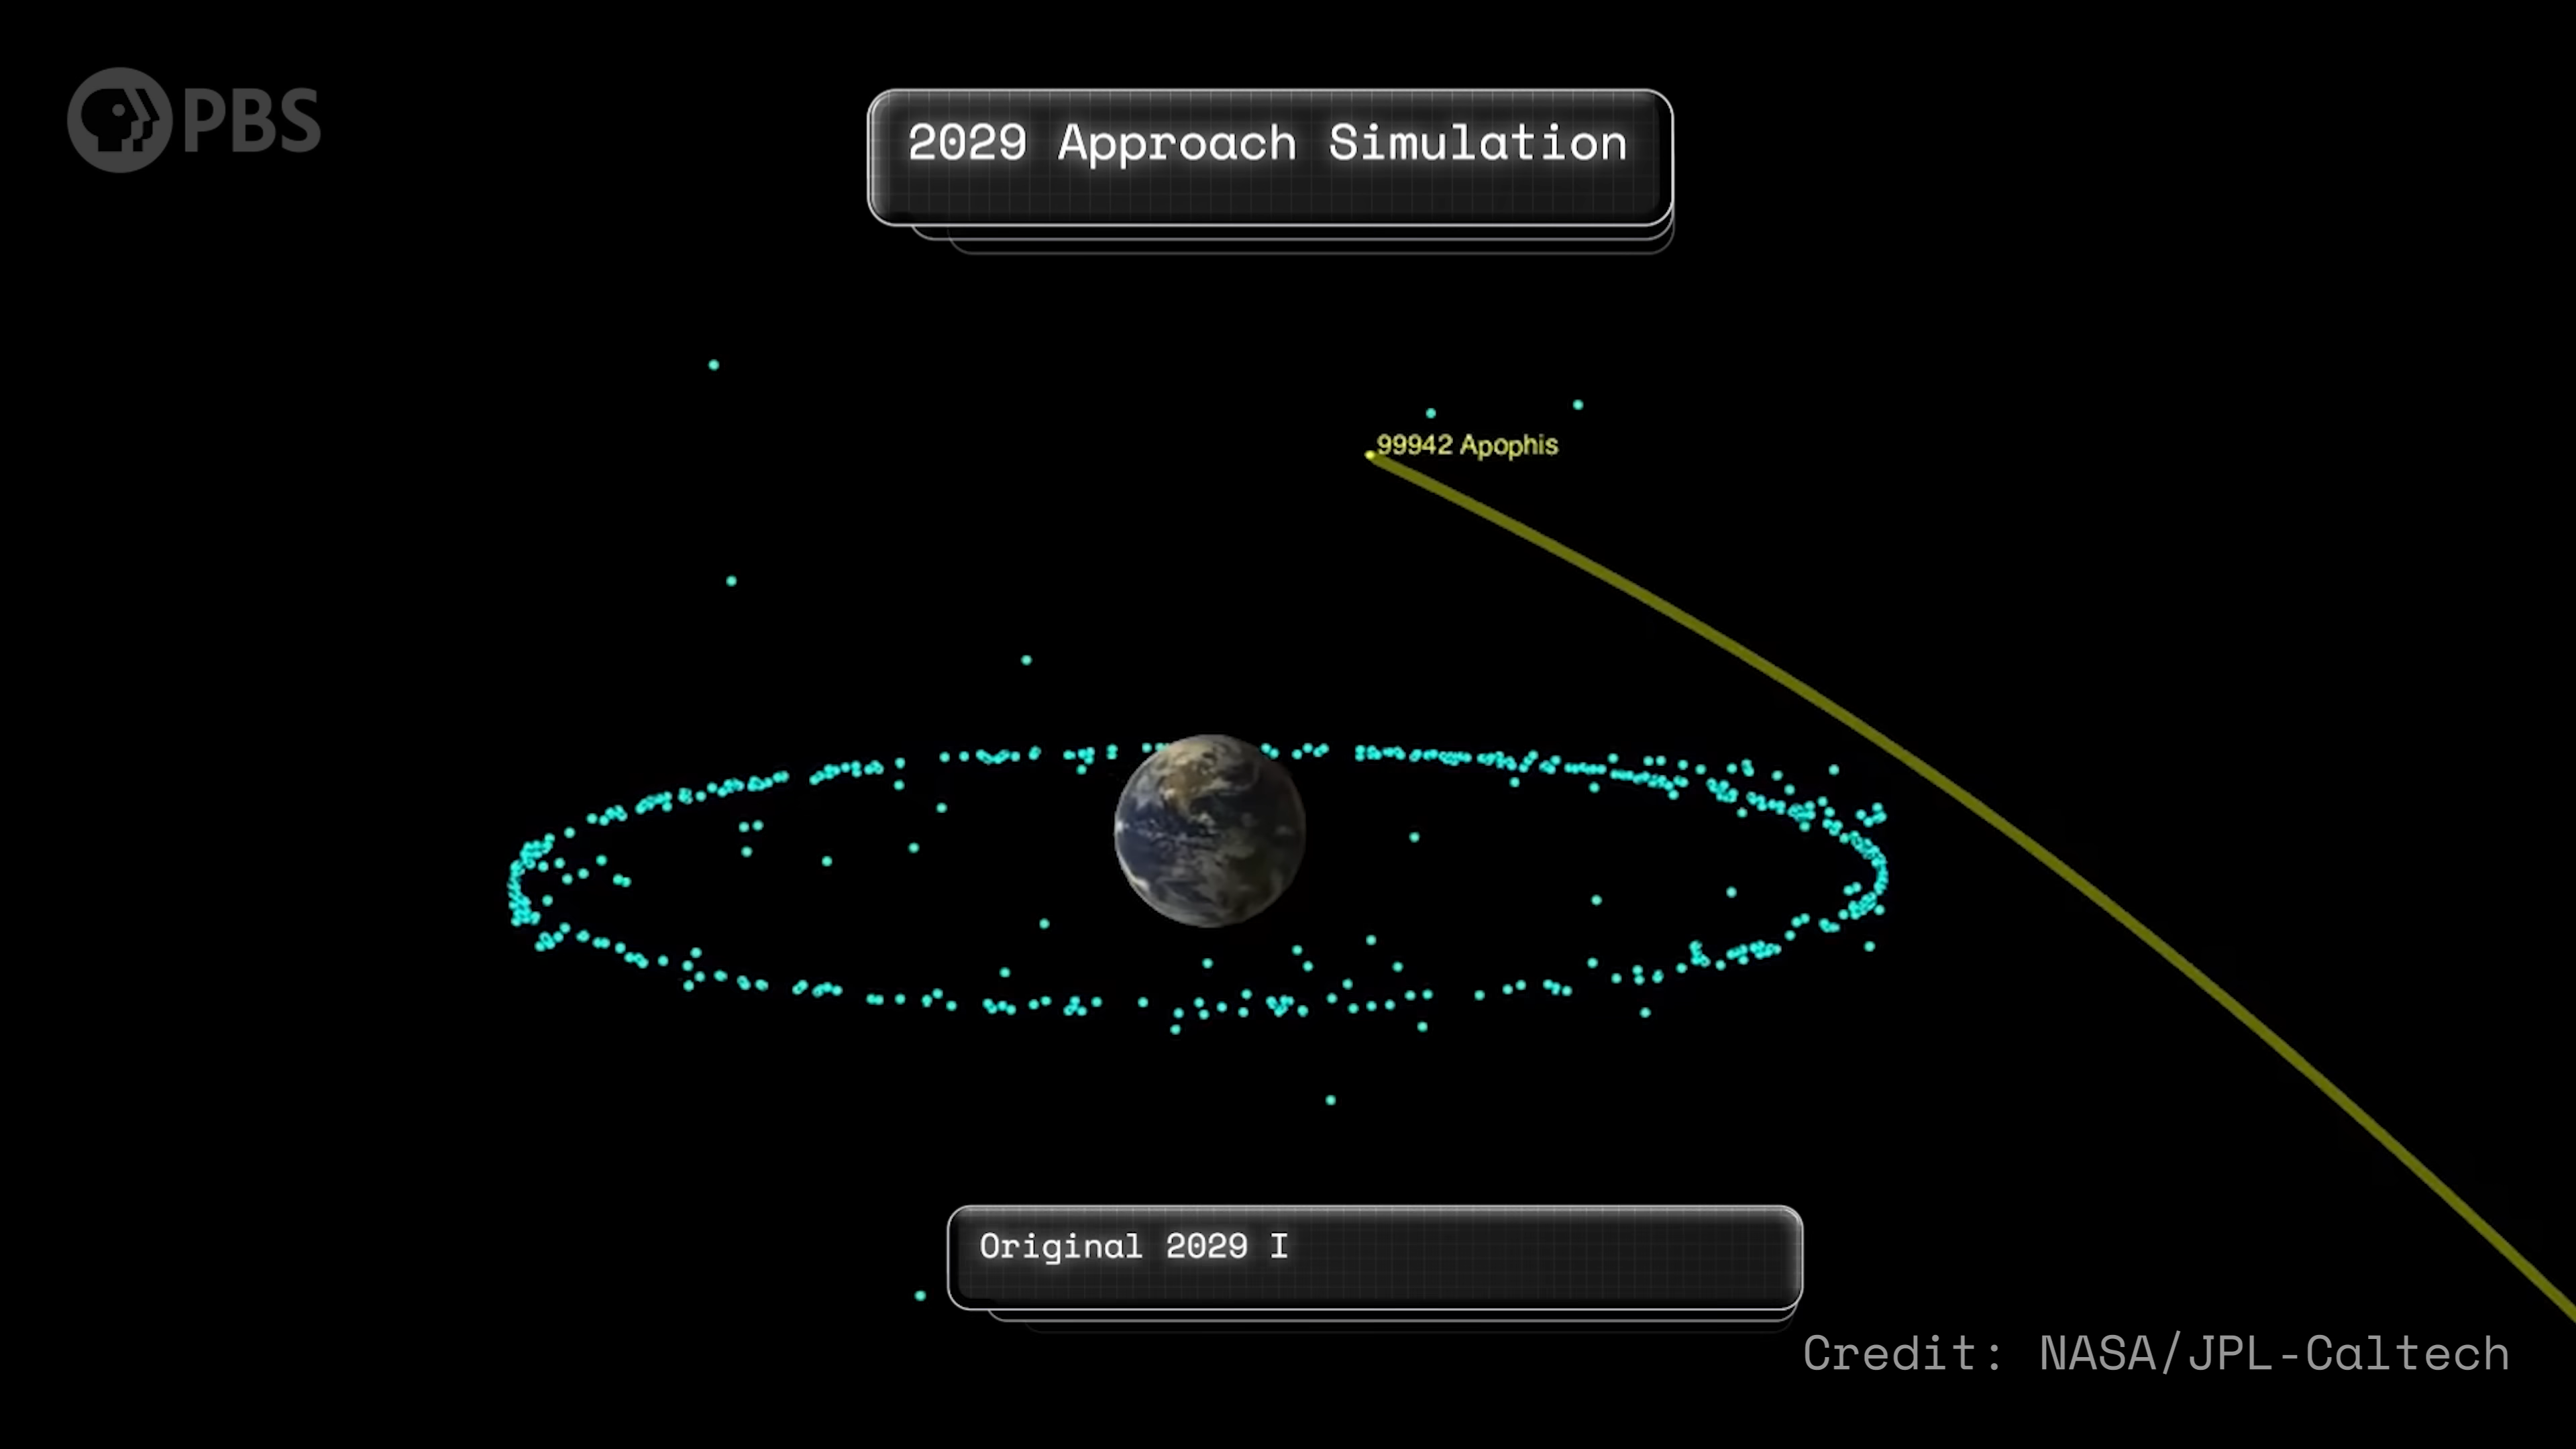 PBS
2029 Approach Simulation
99942 Apophis
Original 2029 I
Credit: NASA/JPL-Caltech